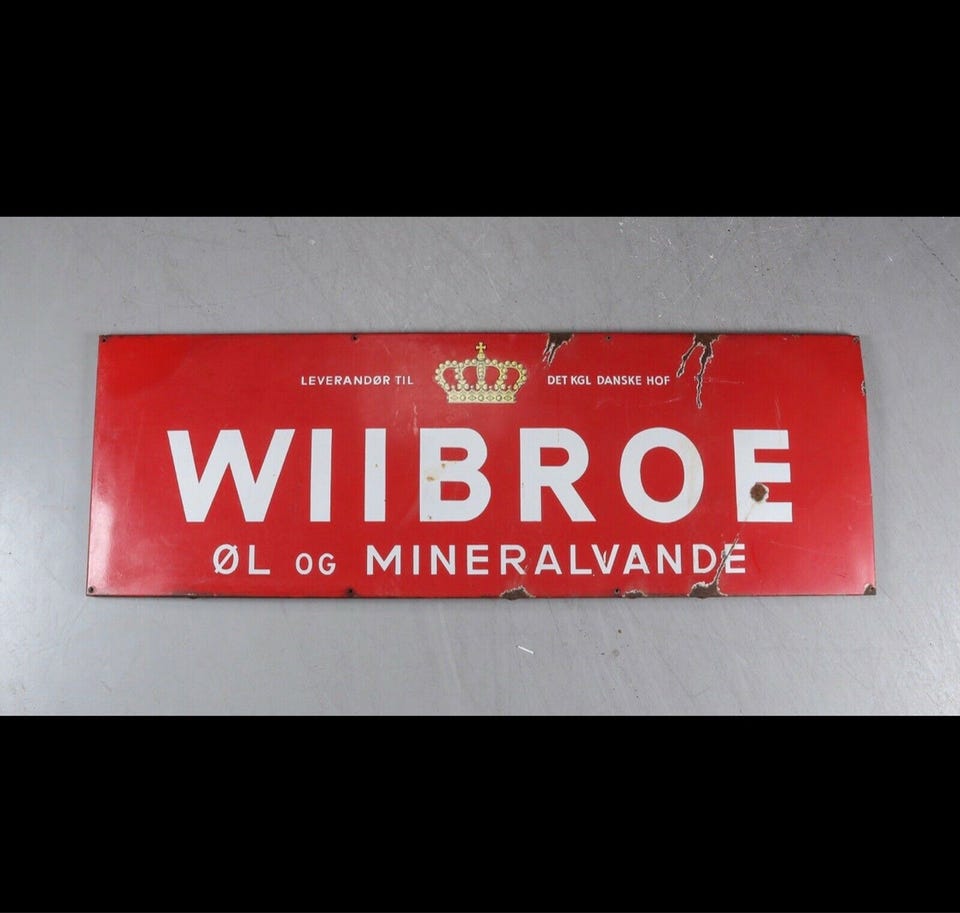 LEVERANDØR TIL DET KGL DANSKE HOF
WIIBROE
ØL OG MINERALVANDE